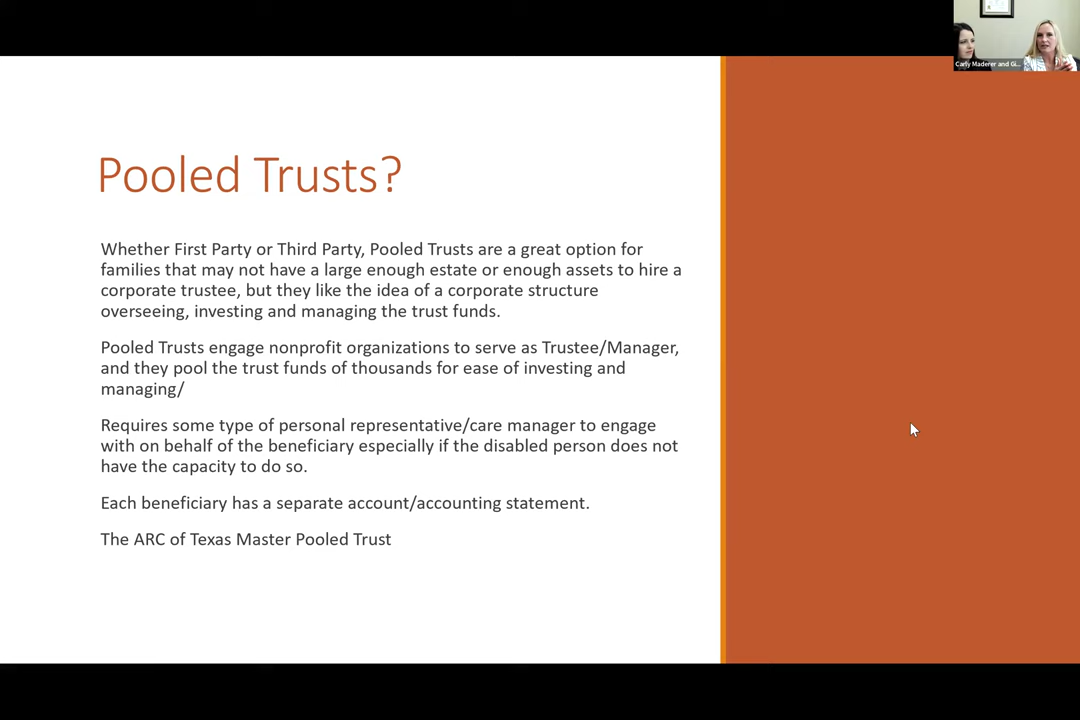 Carly Maderer and Gi...
Pooled Trusts?
Whether First Party or Third Party, Pooled Trusts are a great option for
families that may not have a large enough estate or enough assets to hire a
corporate trustee, but they like the idea of a corporate structure
overseeing, investing and managing the trust funds.
Pooled Trusts engage nonprofit organizations to serve as Trustee/Manager,
and they pool the trust funds of thousands for ease of investing and
managing/
Requires some type of personal representative/care manager to engage
with on behalf of the beneficiary especially if the disabled person does not
have the capacity to do so.
Each beneficiary has a separate account/accounting statement.
The ARC of Texas Master Pooled Trust